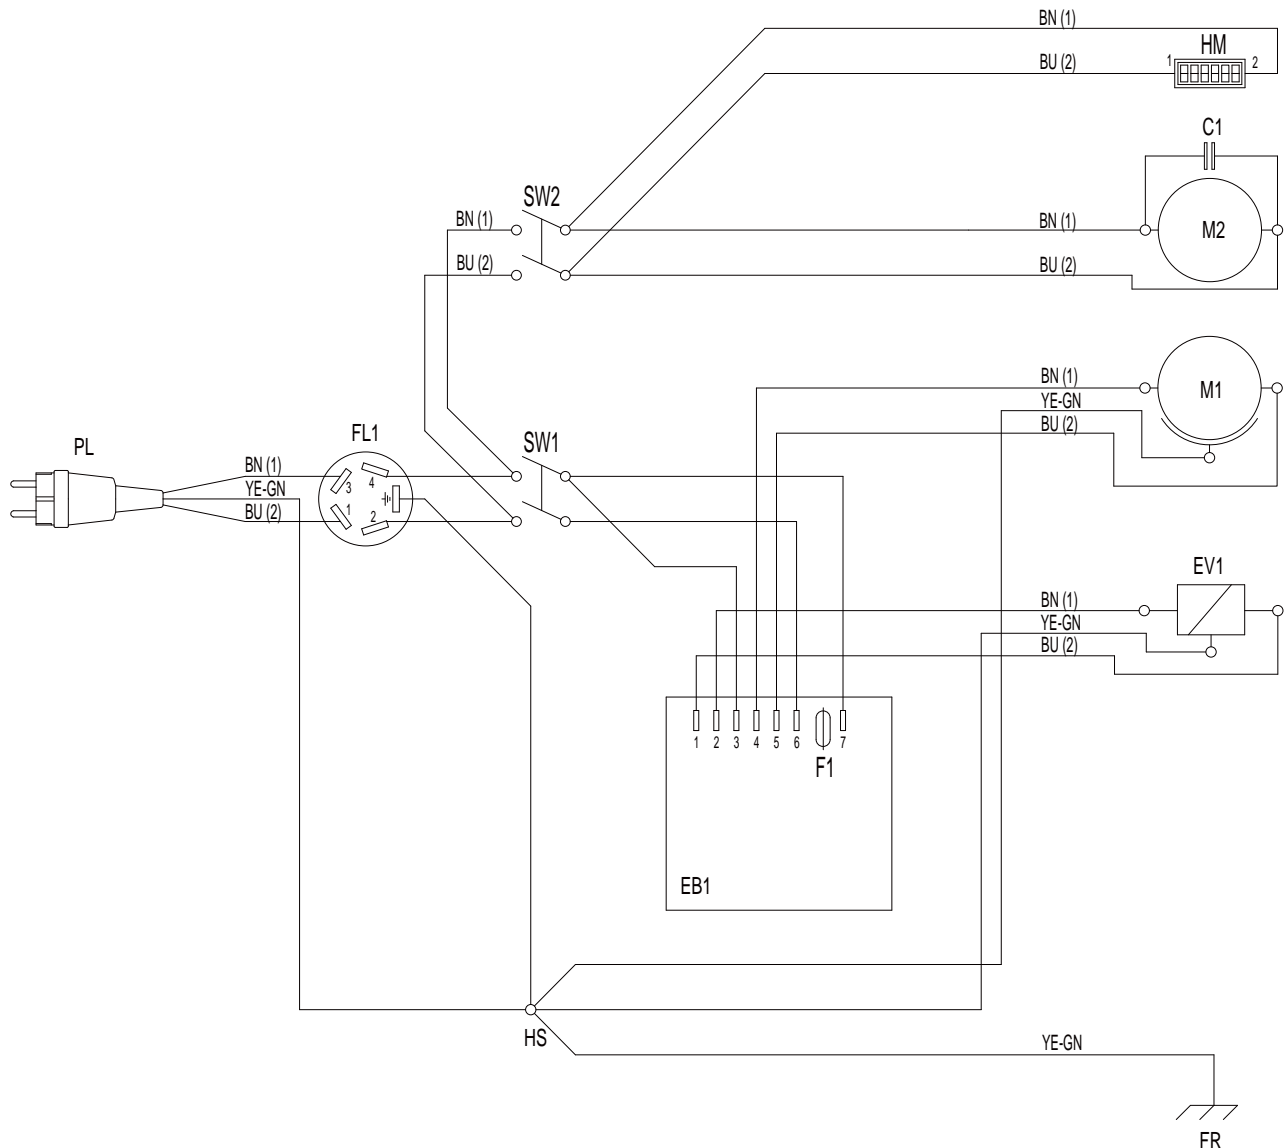 BN (1)
HM
BU (2)
1
2
C1
SW2
BN (1)
BN (1)
M2
BU (2)
BU (2)
BN (1)
M1
YE-GN
BU (2)
PL
FL1
SW1
BN (1)
3
4
YE-GN
BU (2)
1
2
EV1
BN (1)
YE-GN
BU (2)
1 2 3 4 5 6 7
F1
EB1
HS
YE-GN
FR